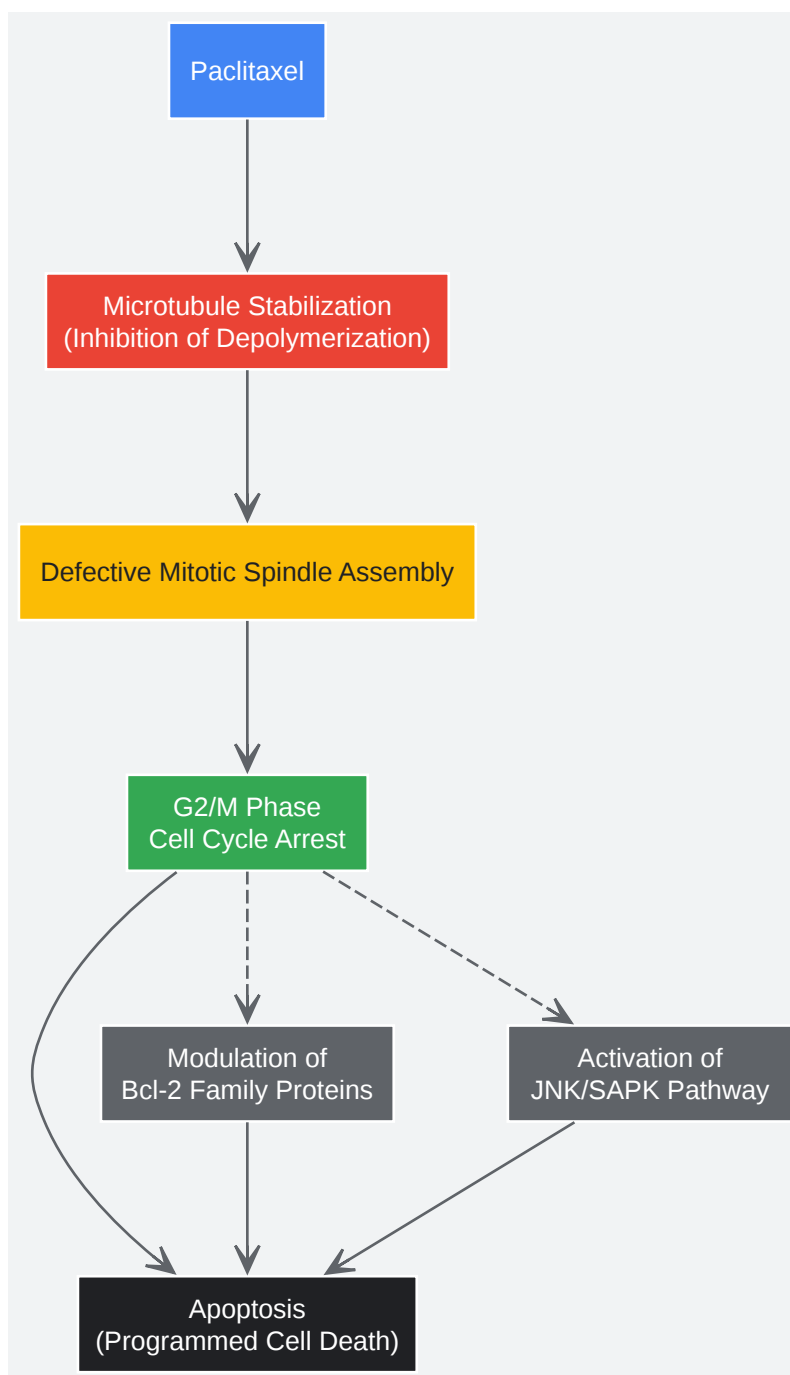 Paclitaxel
Microtubule Stabilization
(Inhibition of Depolymerization)
Defective Mitotic Spindle Assembly
G2/M Phase
Cell Cycle Arrest
Modulation of
Bcl-2 Family Proteins
Activation of
JNK/SAPK Pathway
Apoptosis
(Programmed Cell Death)